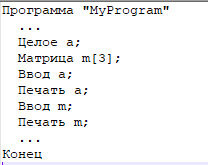 Программа "MyProgram"
...
Целое a;
Матрица m[3];
Ввод a;
Печать a;
Ввод m;
Печать m;
...
Конец